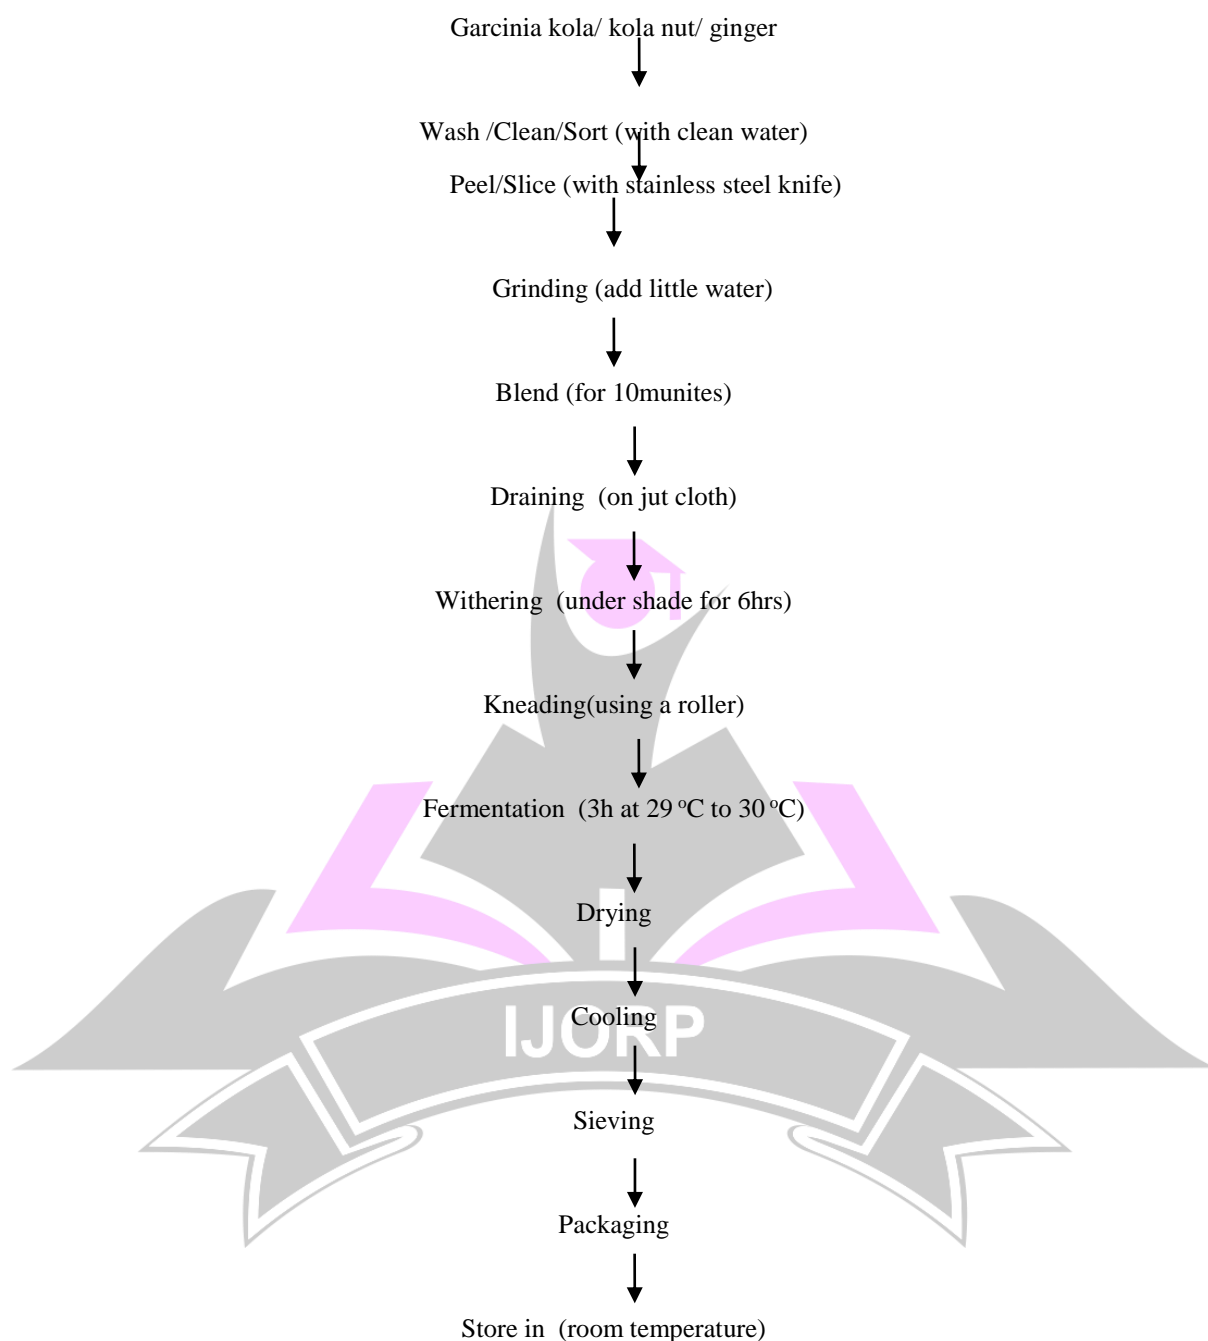 Garcinia kola/ kola nut/ ginger
Wash /Clean/Sort (with clean water)
Peel/Slice (with stainless steel knife)
Grinding (add little water)
Blend (for 10munites)
Draining  (on jut cloth)
Withering  (under shade for 6hrs)
Kneading(using a roller)
Fermentation  (3h at 29 ºC to 30 ºC)
Drying
Cooling
IJORP
Sieving
Packaging
Store in  (room temperature)